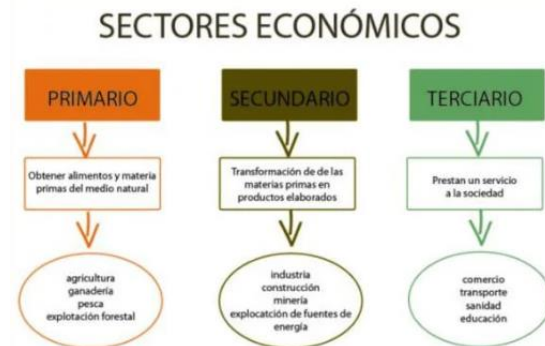 SECTORES ECONÓMICOS
PRIMARIO
Obtener alimentos y materia
primas del medio natural
agricultura
ganadería
pesca
explotación forestal
SECUNDARIO
Transformación de de las
materias primas en
productos elaborados
industria
construcción
minería
explocatción de fuentes de
energía
TERCIARIO
Prestan un servicio
a la sociedad
comercio
transporte
sanidad
educación